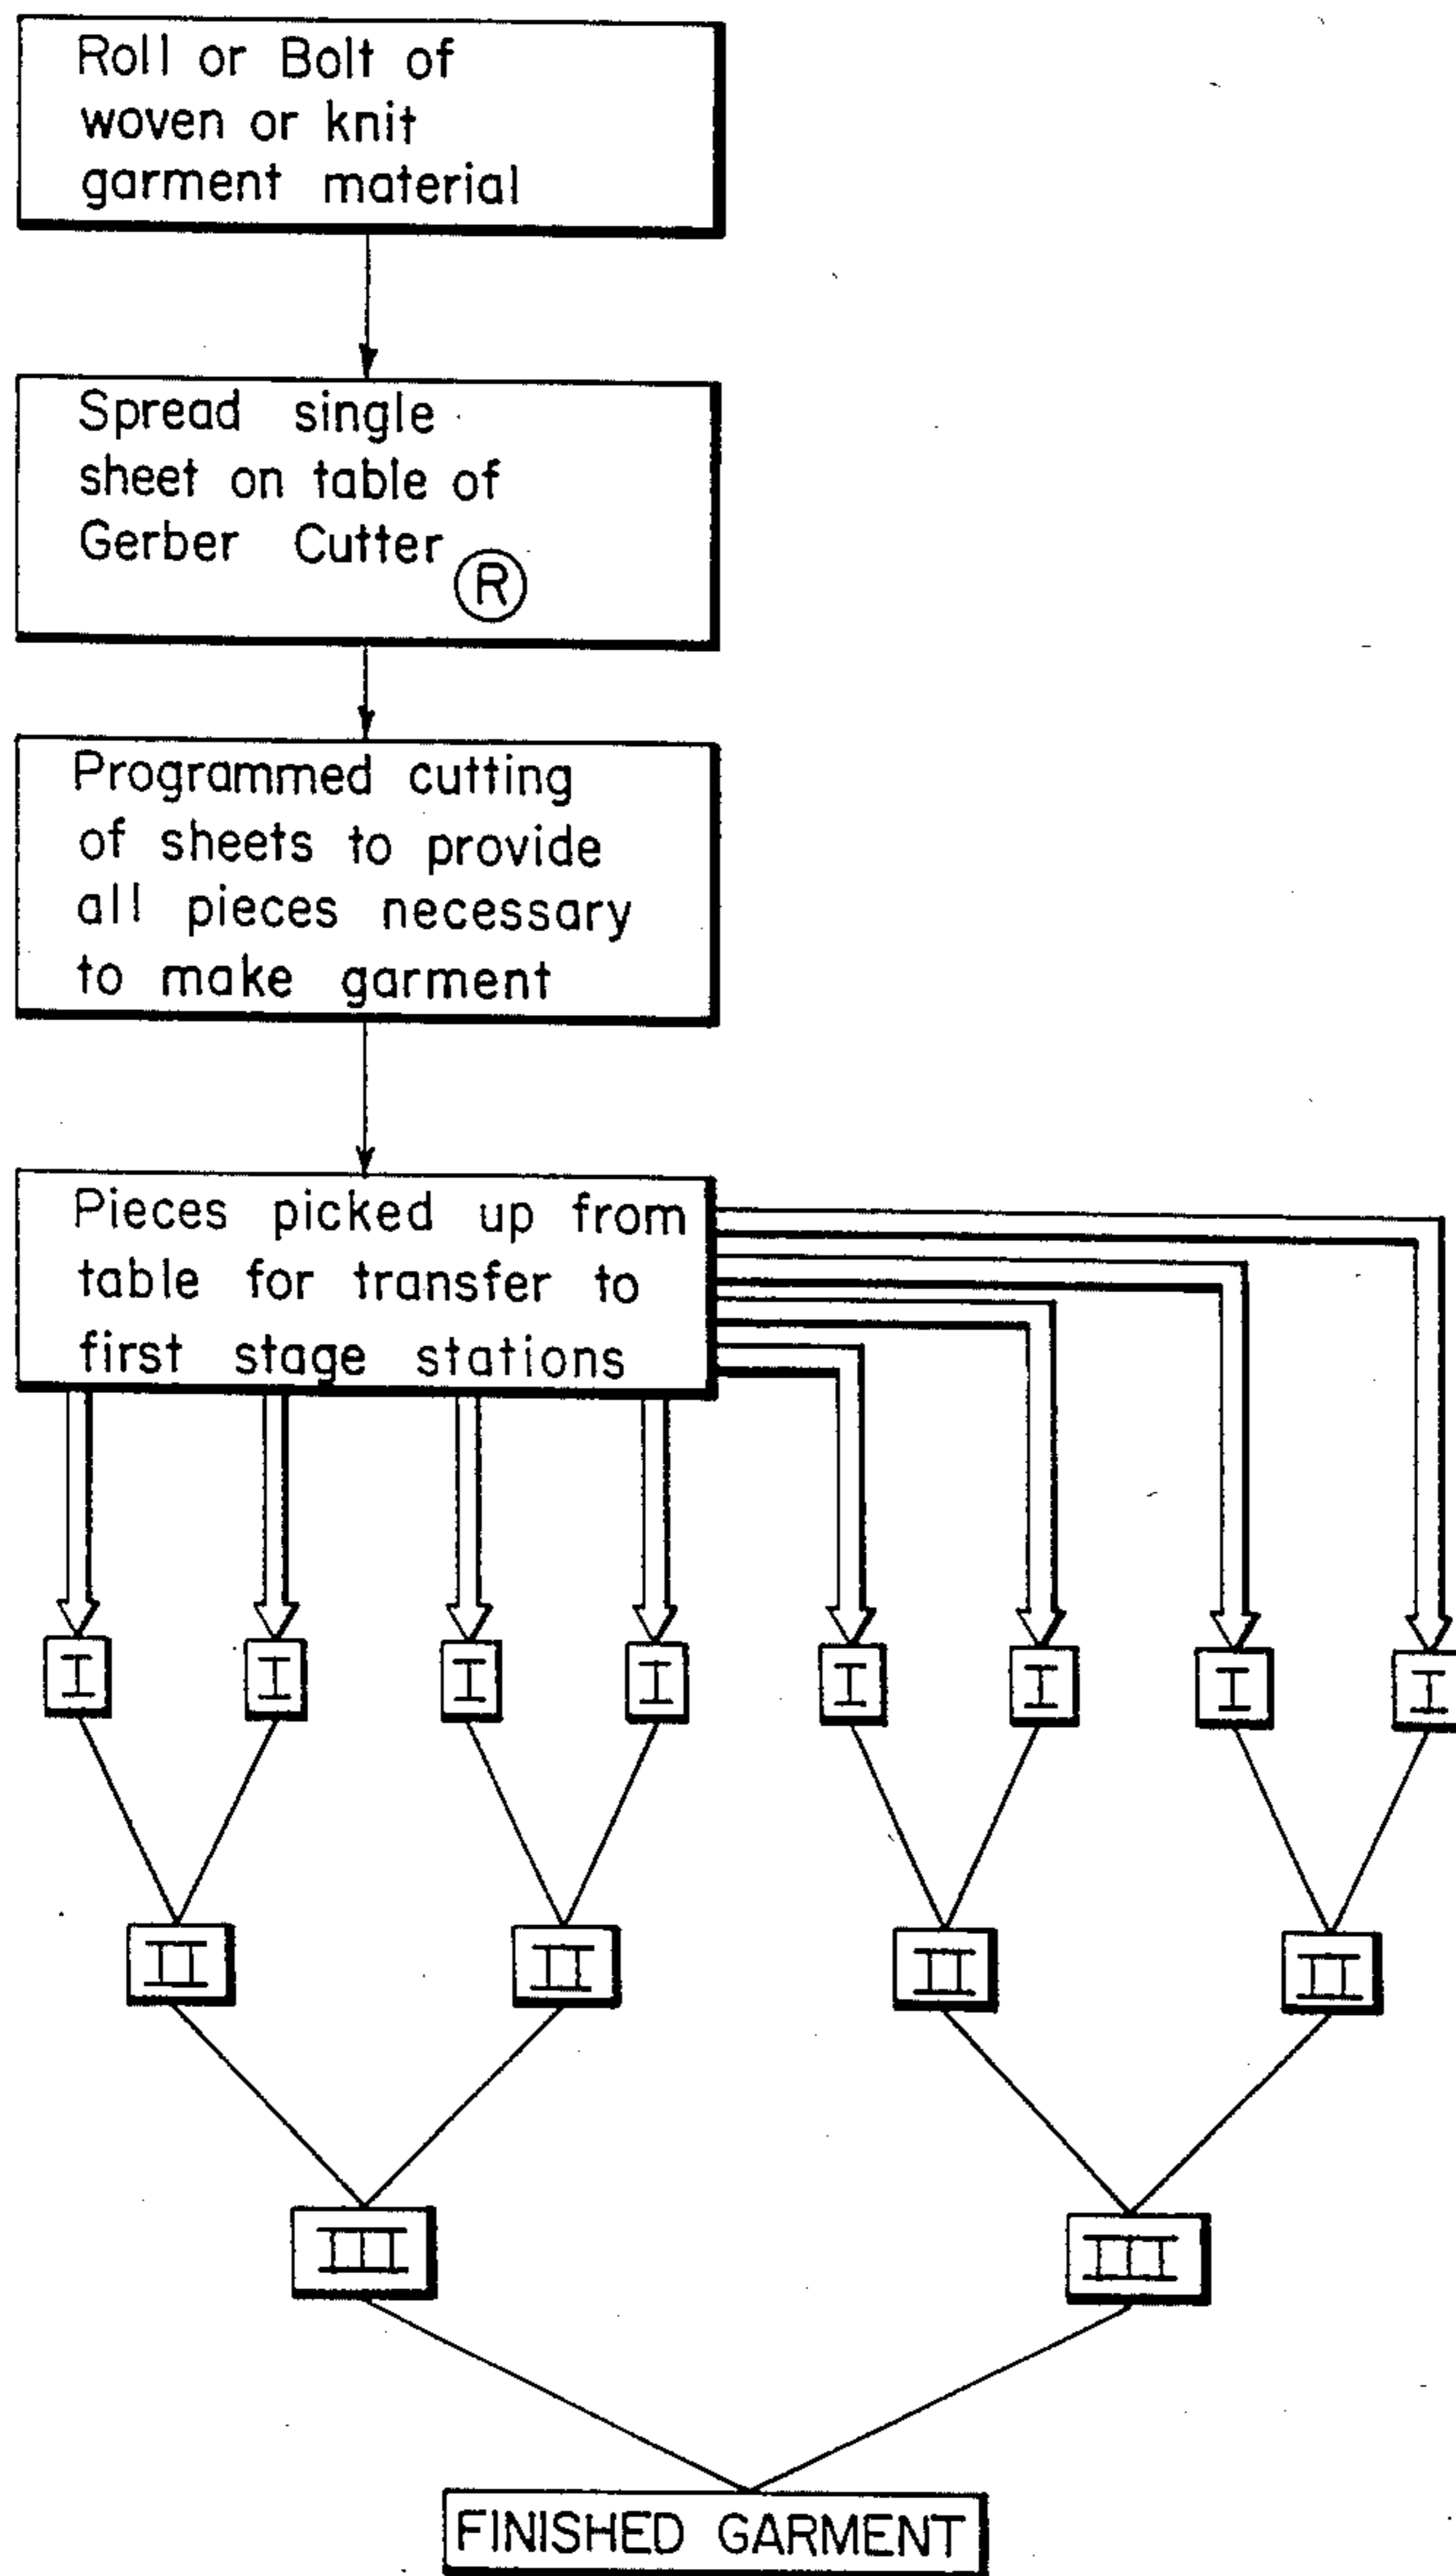 Roll or Bolt of
woven or knit
garment material
Spread single
sheet on table of
Gerber Cutter
®
Programmed cutting
of sheets to provide
all pieces necessary
to make garment
Pieces picked up from
table for transfer to
first stage stations
I I I I I I I I
II II II II
III III
FINISHED GARMENT